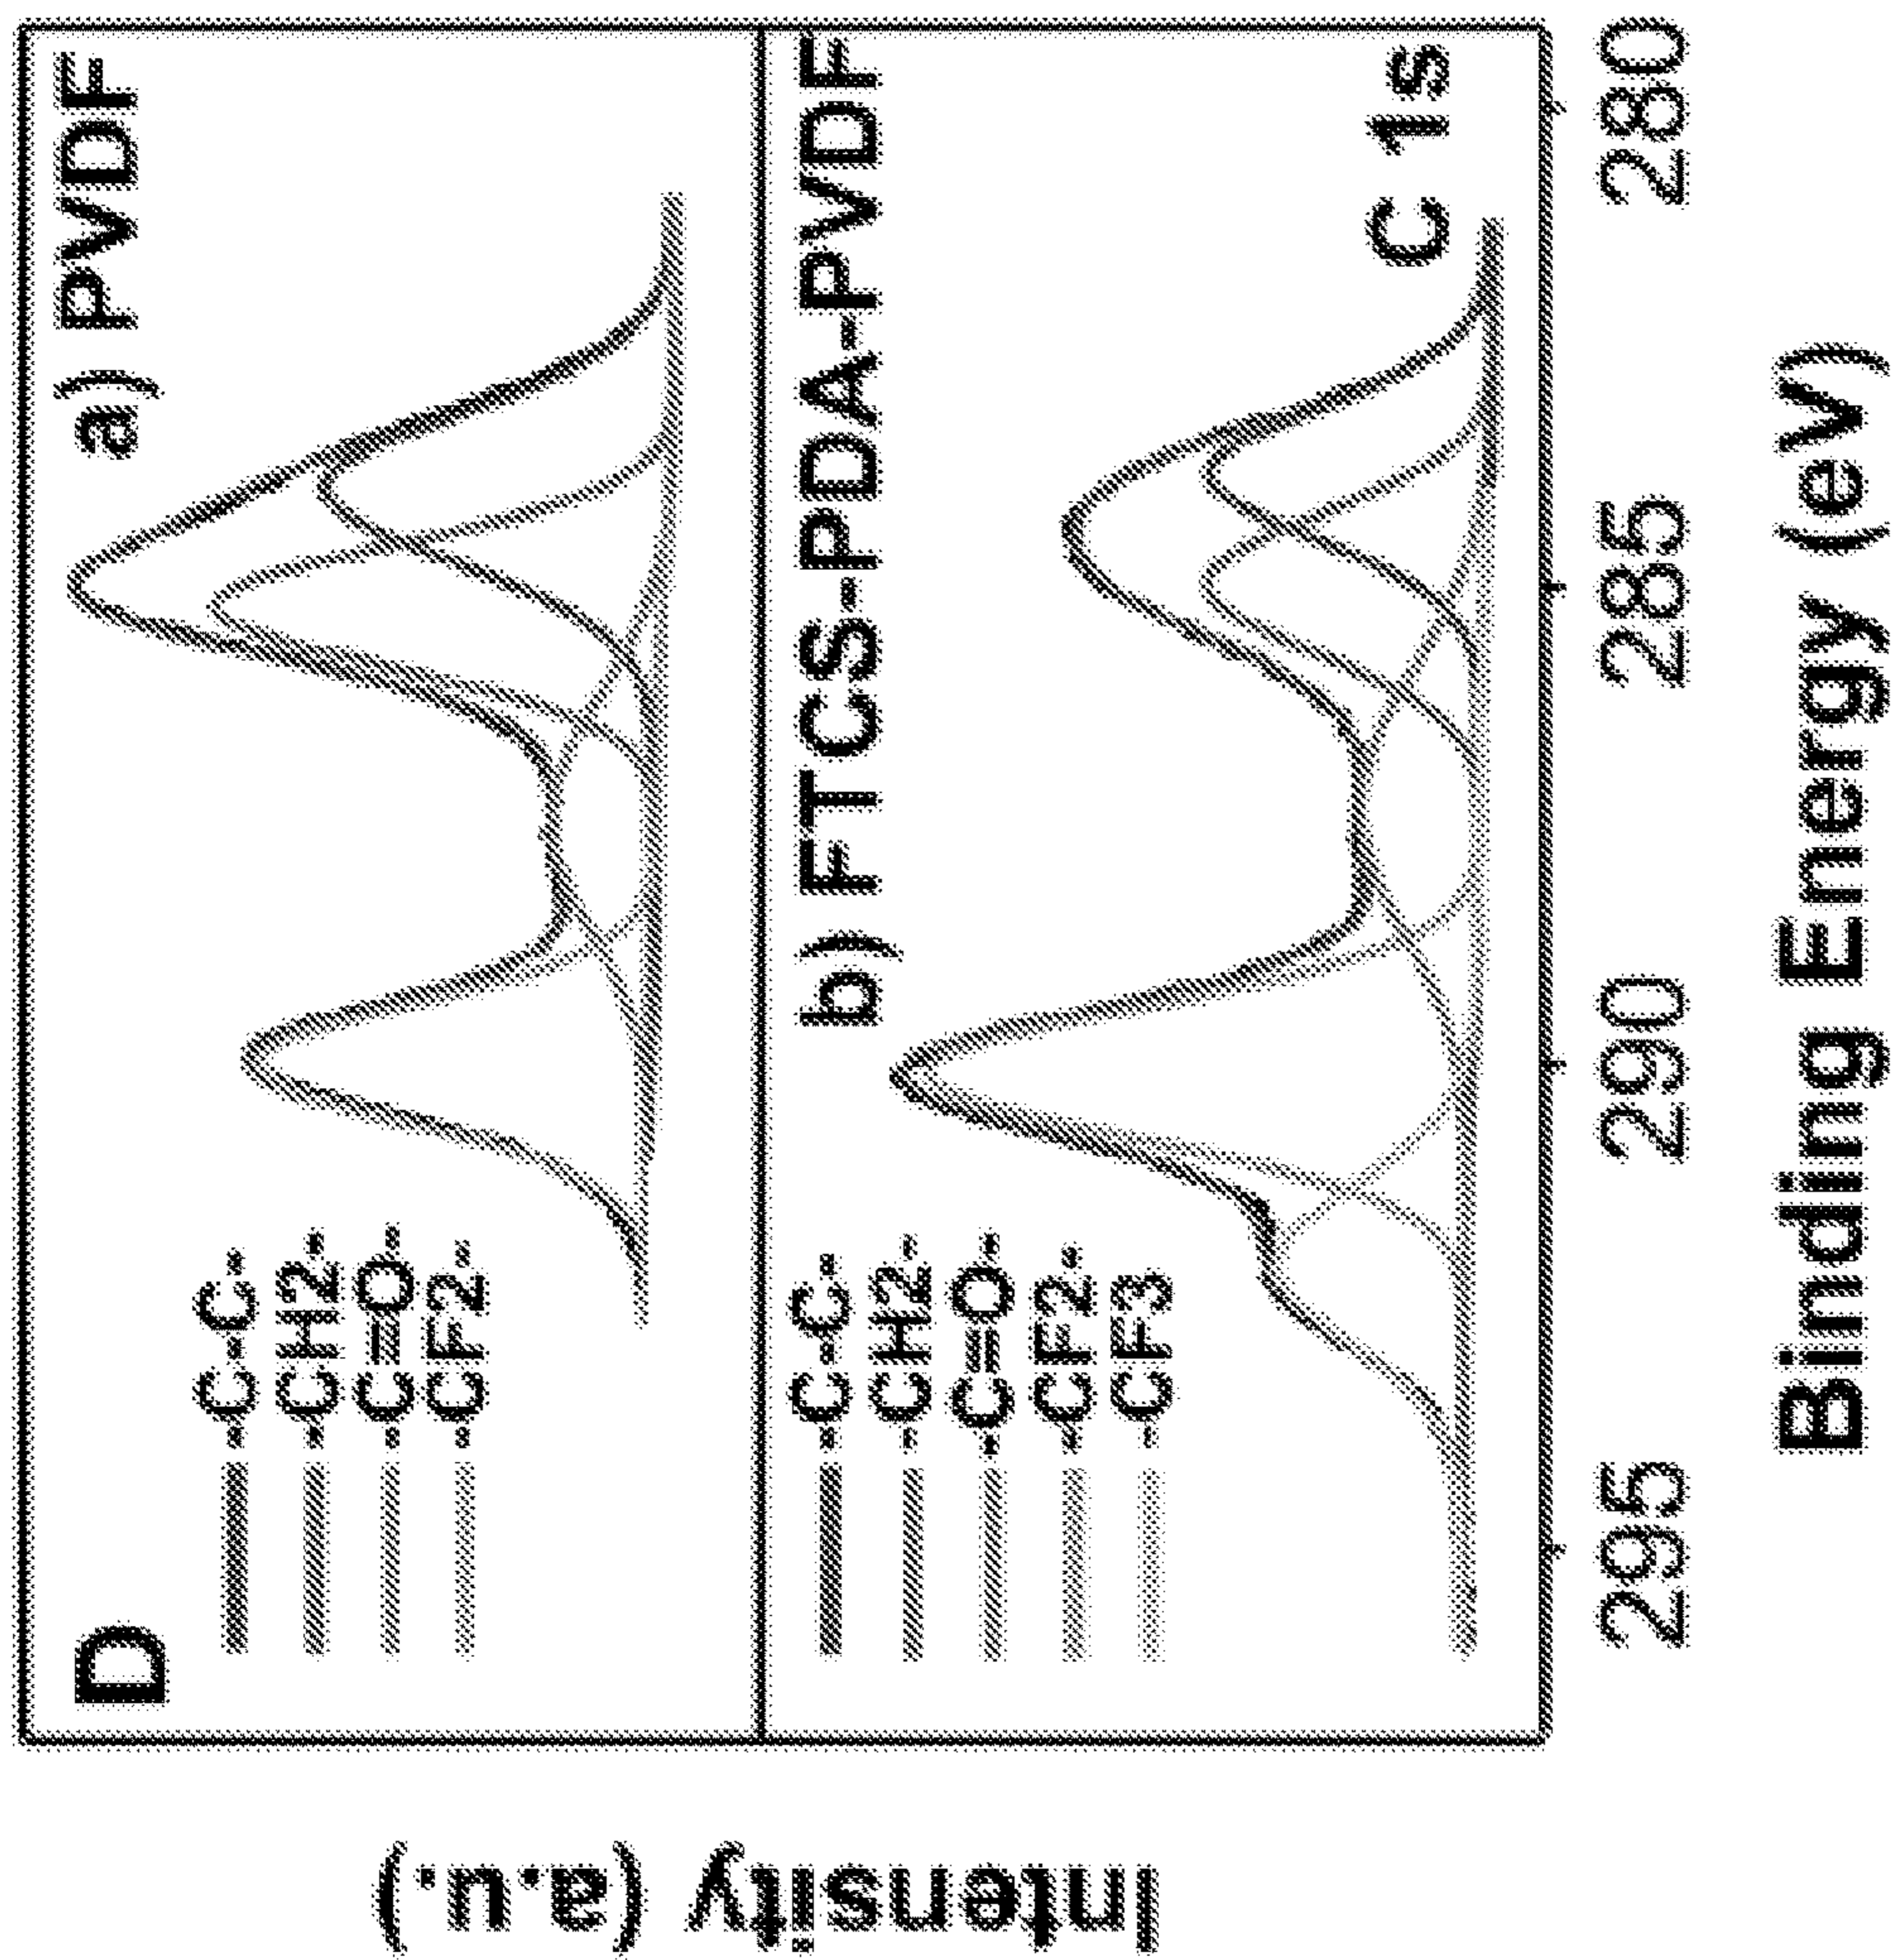 D
a) PVDF
-C-C-
-CH2-
-C=O-
-CF2-
b) FTCS-PDA-PVDF
-C-C-
-CH2-
-C=O-
-CF2-
-CF3
C 1s
295 290 285 280
Binding Energy (eV)
Intensity (a.u.)